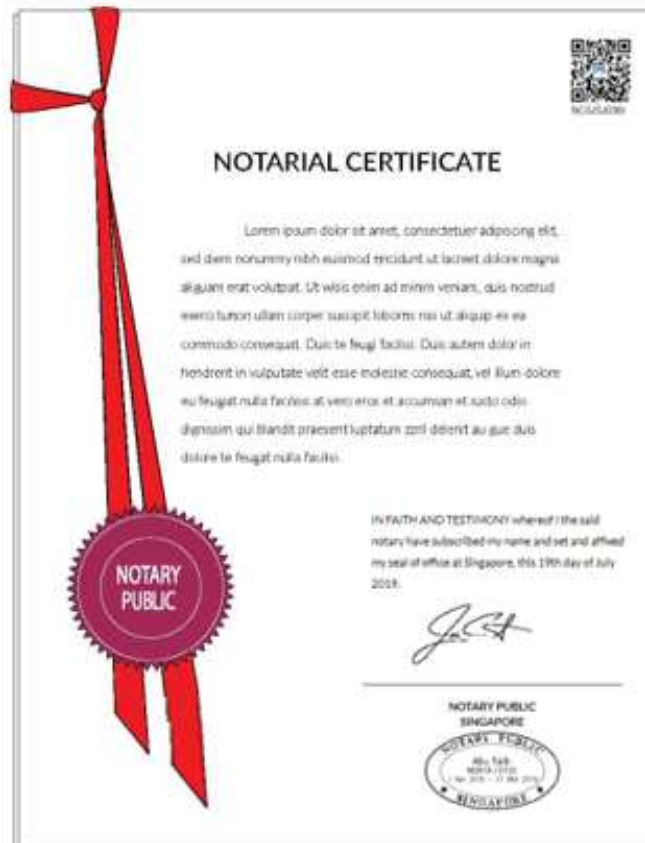 NOTARIAL CERTIFICATE
Lorem ipsum dolor sit amet, consectetuer adipiscing elit,
sed diem nonummy nibh euismod tincidunt ut lacreet dolore magna
aliguam erat volutpat. Ut wisis enim ad minim veniam, quis nostrud
exerci tution ullam corper suscipit lobortis nisi ut aliquip ex ea
commodo consequat. Duis te feugi facilisi. Duis autem dolor in
hendrerit in vulputate velit esse molestie consequat, vel illum dolore
eu feugiat nulla facilisis at vero eros et accumsan et iusto odio
dignissim qui blandit praesent luptatum zzril delenit au gue duis
dolore te feugat nulla facilisi.
IN FAITH AND TESTIMONY whereof I the said
notary have subscribed my name and set and affixed
my seal of office at Singapore, this 19th day of July
2019.
NOTARY
PUBLIC
NOTARY PUBLIC
SINGAPORE
NOTARY PUBLIC
Abu Talib
SINGAPORE